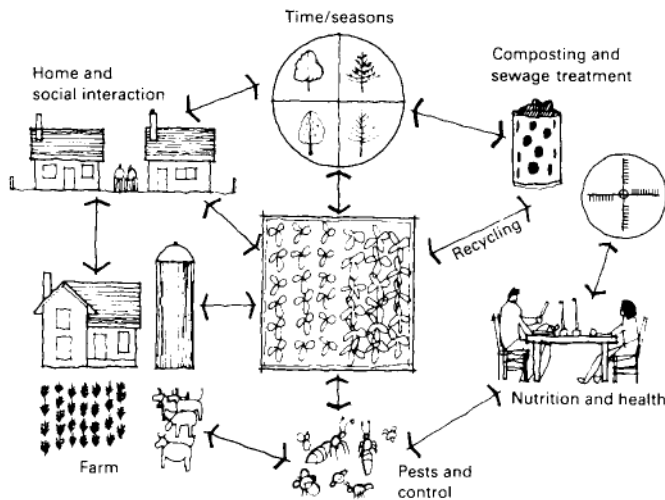 Time/seasons
Home and
social interaction
Composting and
sewage treatment
Recycling
Nutrition and health
Farm
Pests and
control